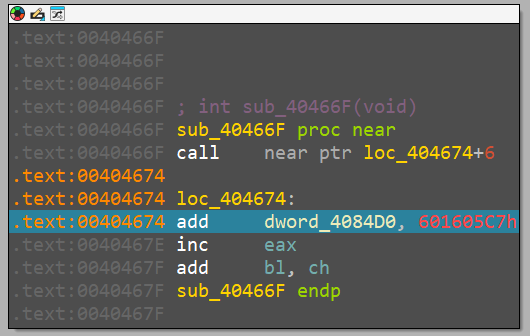 .text:0040466F
.text:0040466F
.text:0040466F
.text:0040466F ; int sub_40466F(void)
.text:0040466F sub_40466F proc near
.text:0040466F call near ptr loc_404674+6
.text:00404674
.text:00404674 loc_404674:
.text:00404674 add dword_4084D0, 601605C7h
.text:0040467E inc eax
.text:0040467F add bl, ch
.text:0040467F sub_40466F endp
.text:0040467F